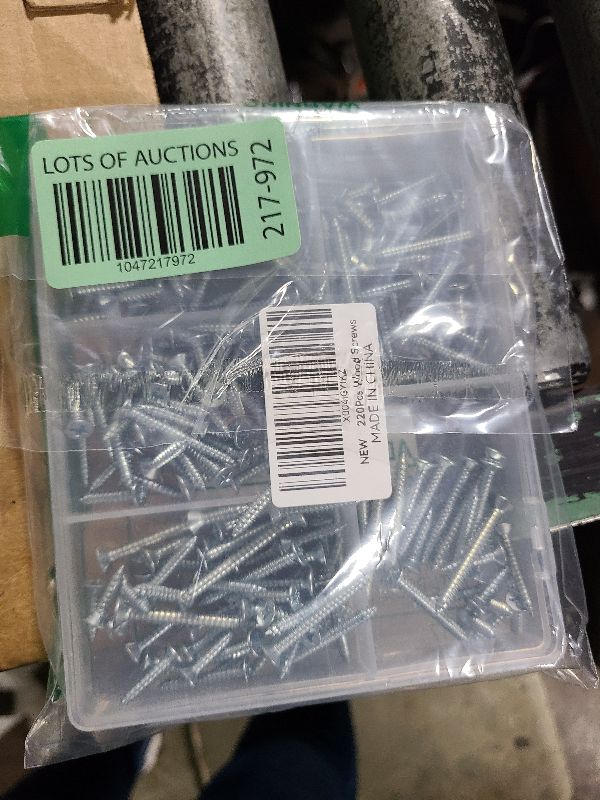 LOTS OF AUCTIONS
217-972
1047217972
NEW 220Pcs Wood Screws
MADE IN CHINA